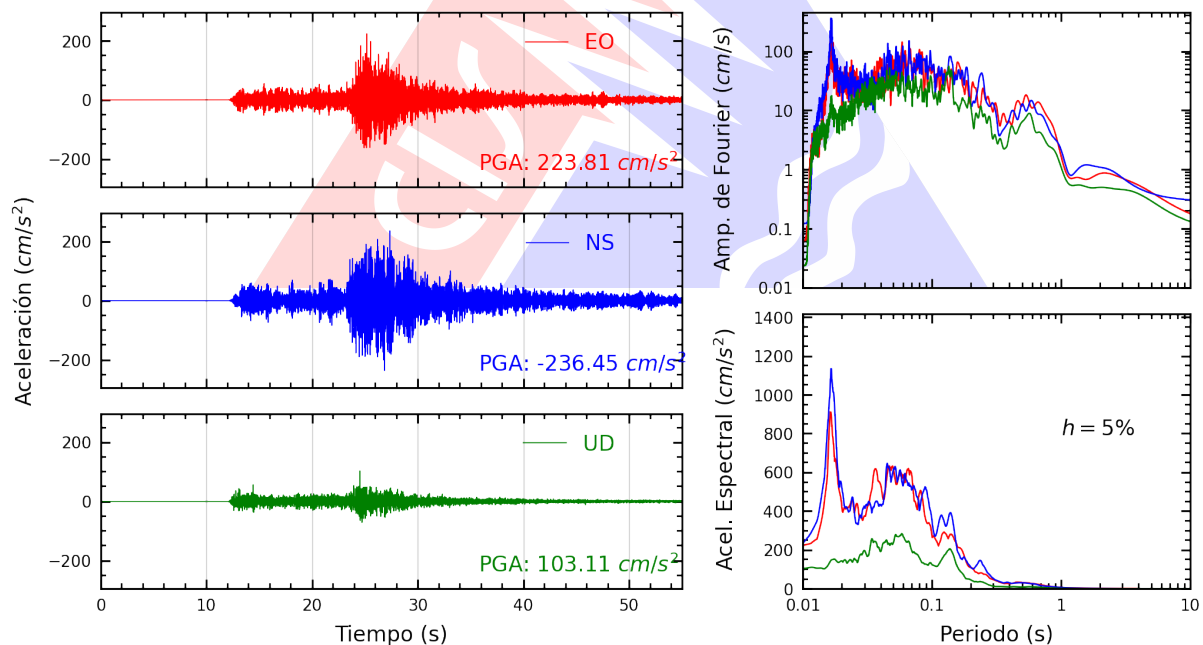 Aceleración (cm/s²)
200
0
−200
EO
PGA: 223.81 cm/s²
200
0
−200
NS
PGA: -236.45 cm/s²
200
0
−200
UD
PGA: 103.11 cm/s²
0 10 20 30 40 50
Tiempo (s)
Amp. de Fourier (cm/s)
100
10
1
0.1
0.01
Acel. Espectral (cm/s²)
1400
1200
1000
800
600
400
200
0
h = 5%
0.01 0.1 1 10
Periodo (s)
CISMID